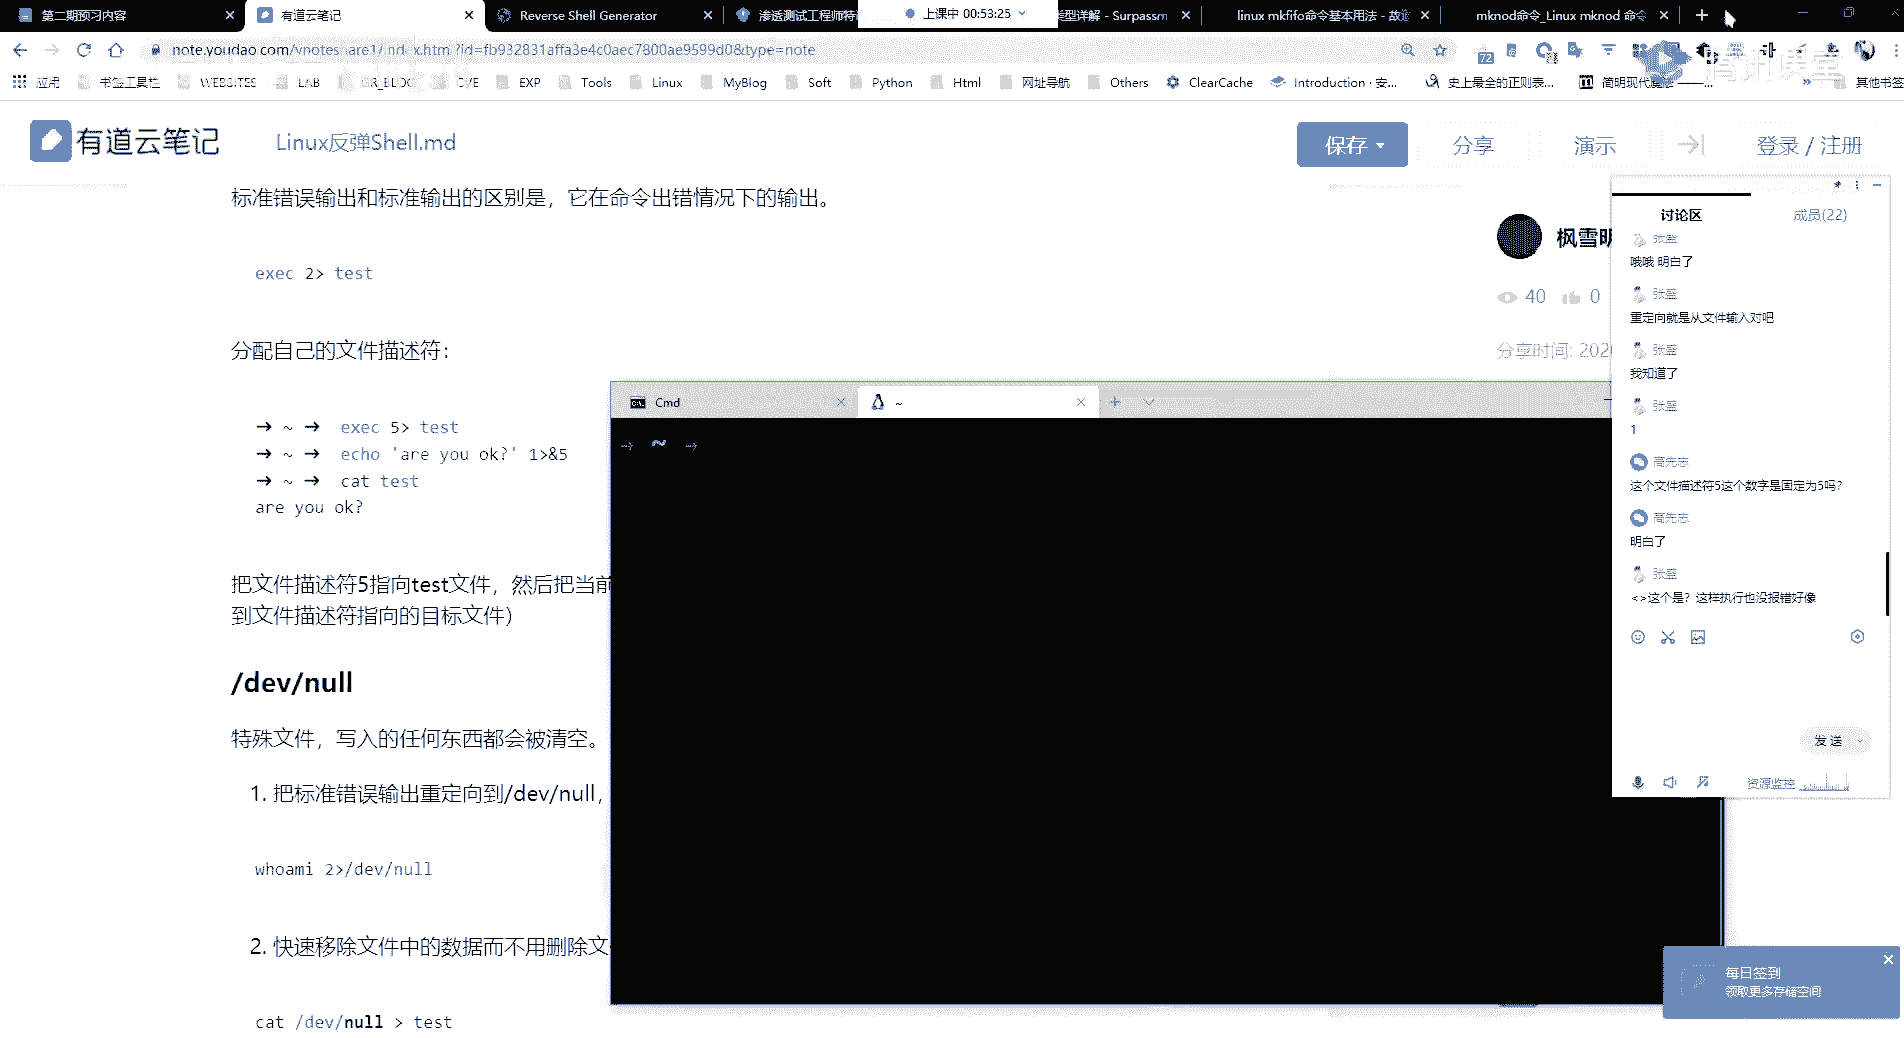 第二期预习内容
有道云笔记
Reverse Shell Generator
渗透测试工程师特
上课中 00:53:25
类型详解 - Surpassm
linux mkfifo命令基本用法 - 故
mknod命令_Linux mknod 命令
note.youdao.com/ynoteshare1/index.html?id=fb932831affa3e4c0aec7800ae9599d08&type=note
72
应用
书签工具性
WEBSITES
LAB
BLOG
CVE
EXP
Tools
Linux
MyBlog
Soft
Python
Html
网址导航
Others
ClearCache
Introduction · 安...
史上最全的正则表...
简明现代魔法 ——...
其他书签
腾讯课堂
有道云笔记
Linux反弹Shell.md
保存
分享
演示
登录 / 注册
标准错误输出和标准输出的区别是，它在命令出错情况下的输出。
exec 2> test
分配自己的文件描述符：
→ ~ → exec 5> test
→ ~ → echo 'are you ok?' 1>&5
→ ~ → cat test
are you ok?
把文件描述符5指向test文件，然后把当前
到文件描述符指向的目标文件）
/dev/null
特殊文件，写入的任何东西都会被清空。
1. 把标准错误输出重定向到/dev/null，
whoami 2>/dev/null
2. 快速移除文件中的数据而不用删除文
cat /dev/null > test
枫雪明
40
0
分享时间: 202
Cmd
~
→ ~ →
讨论区
成员(22)
张盛
哦哦 明白了
张盛
重定向就是从文件输入对吧
张盛
我知道了
张盛
1
高先志
这个文件描述符5这个数字是固定为5吗?
高先志
明白了
张盛
<>这个是? 这样执行也没报错好像
发送
资源监控
每日签到
领取更多存储空间